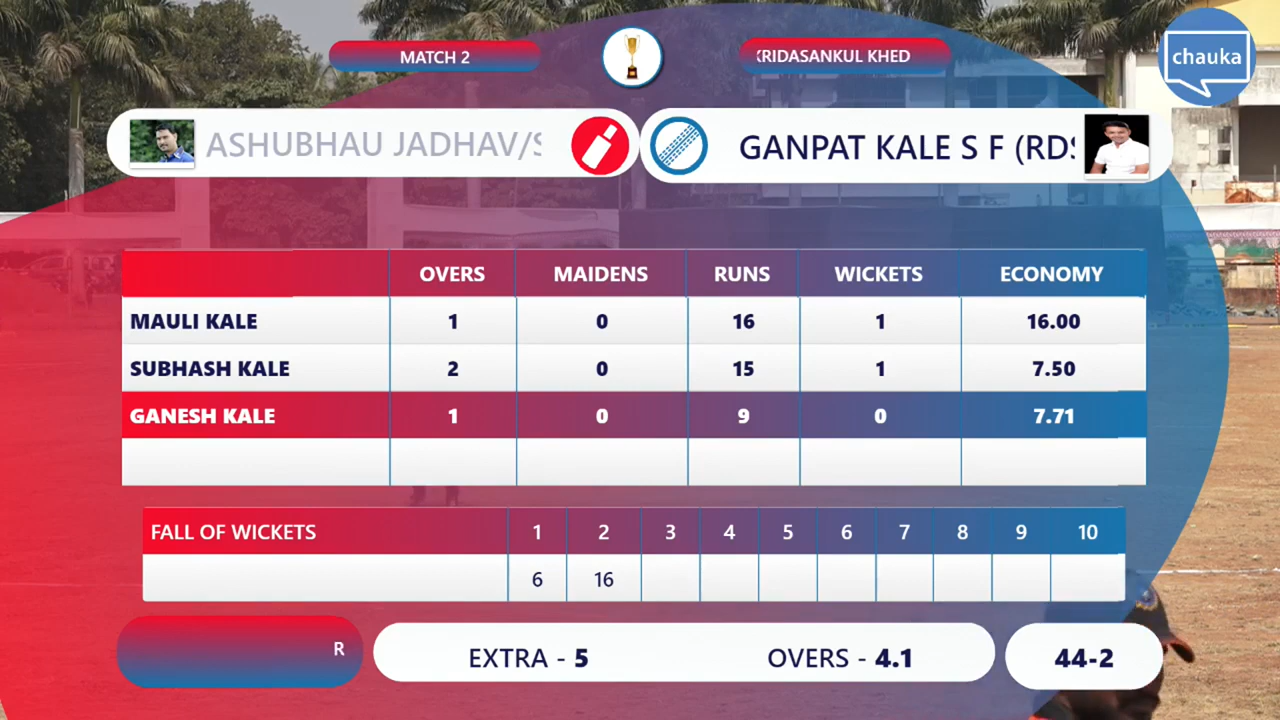 MATCH 2
KRIDASANKUL KHED
chauka
ASHUBHAU JADHAV/S
GANPAT KALE S F (RDS
OVERS MAIDENS RUNS WICKETS ECONOMY
MAULI KALE 1 0 16 1 16.00
SUBHASH KALE 2 0 15 1 7.50
GANESH KALE 1 0 9 0 7.71
FALL OF WICKETS 1 2 3 4 5 6 7 8 9 10
6 16
R
EXTRA - 5 OVERS - 4.1 44-2